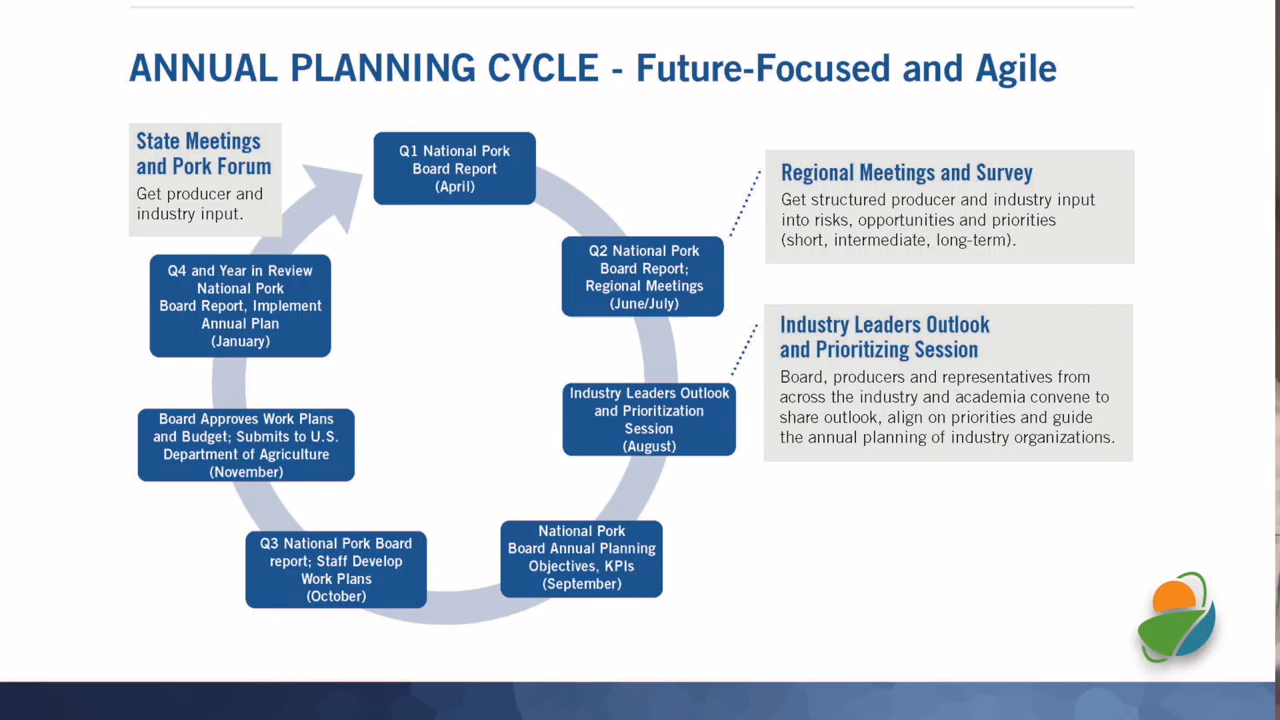 ANNUAL PLANNING CYCLE - Future-Focused and Agile
State Meetings
and Pork Forum
Get producer and
industry input.
Q1 National Pork
Board Report
(April)
Regional Meetings and Survey
Get structured producer and industry input
into risks, opportunities and priorities
(short, intermediate, long-term).
Q2 National Pork
Board Report;
Regional Meetings
(June/July)
Industry Leaders Outlook
and Prioritizing Session
Board, producers and representatives from
across the industry and academia convene to
share outlook, align on priorities and guide
the annual planning of industry organizations.
Industry Leaders Outlook
and Prioritization
Session
(August)
National Pork
Board Annual Planning
Objectives, KPIs
(September)
Q3 National Pork Board
report; Staff Develop
Work Plans
(October)
Board Approves Work Plans
and Budget; Submits to U.S.
Department of Agriculture
(November)
Q4 and Year in Review
National Pork
Board Report, Implement
Annual Plan
(January)